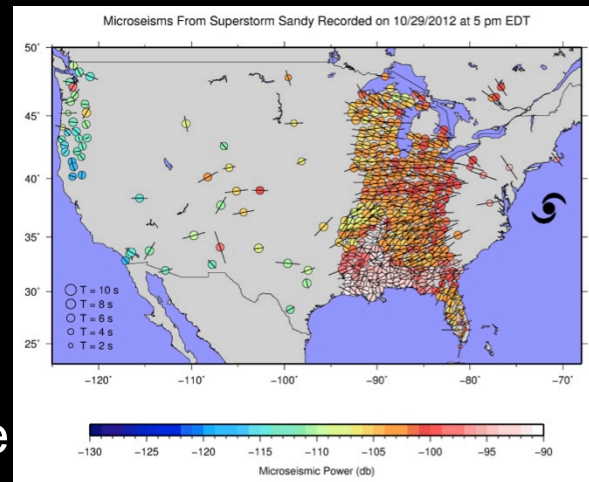 Microseisms From Superstorm Sandy Recorded on 10/29/2012 at 5 pm EDT
50°
45°
40°
35°
30°
25°
T = 10 s
T = 8 s
T = 6 s
T = 4 s
T = 2 s
−120° −110° −100° −90° −80° −70°
e
−130 −125 −120 −115 −110 −105 −100 −95 −90
Microseismic Power (db)